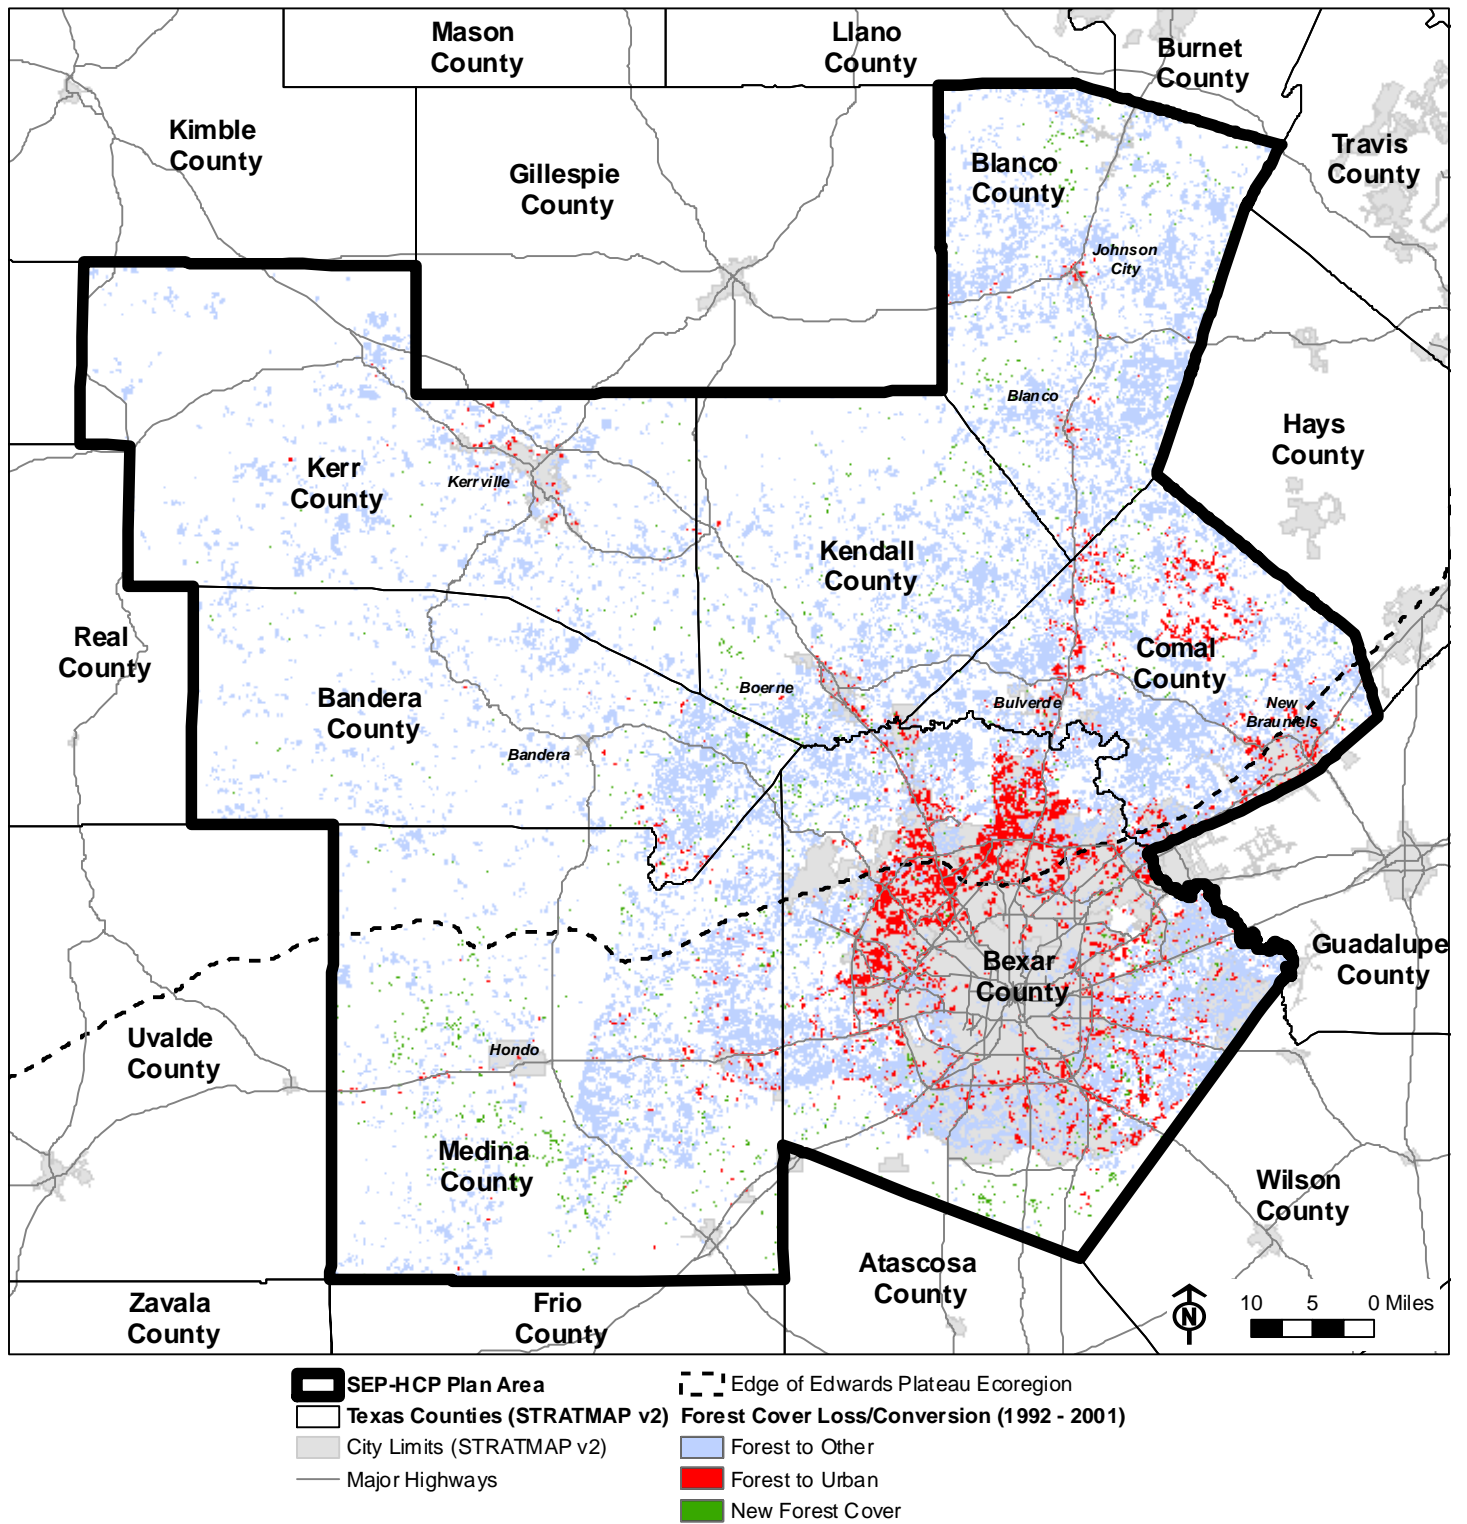 Mason
County
Llano
County
Burnet
County
Kimble
County
Travis
County
Gillespie
County
Blanco
County
Johnson
City
Blanco
Hays
County
Kerr
County
Kerrville
Kendall
County
Real
County
Comal
County
Bandera
County
Boerne
Bulverde
New
Braunfels
Bandera
Bexar
County
Guadalupe
County
Uvalde
County
Hondo
Medina
County
Wilson
County
Atascosa
County
Zavala
County
Frio
County
N
10 5 0 Miles
SEP-HCP Plan Area
Texas Counties (STRATMAP v2)
City Limits (STRATMAP v2)
Major Highways
Edge of Edwards Plateau Ecoregion
Forest Cover Loss/Conversion (1992 - 2001)
Forest to Other
Forest to Urban
New Forest Cover